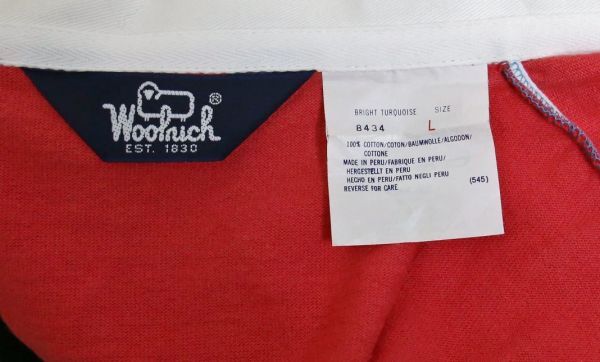 Woolrich®
EST. 1830
BRIGHT TURQUOISE SIZE
8434 L
100% COTTON/COTON/BAUMWOLLE/ALGODON/
COTTONE
MADE IN PERU/FABRIQUE EN PERU/
HERGESTELLT EN PERU
HECHO EN PERU/FATTO NEGLI PERU
REVERSE FOR CARE (545)